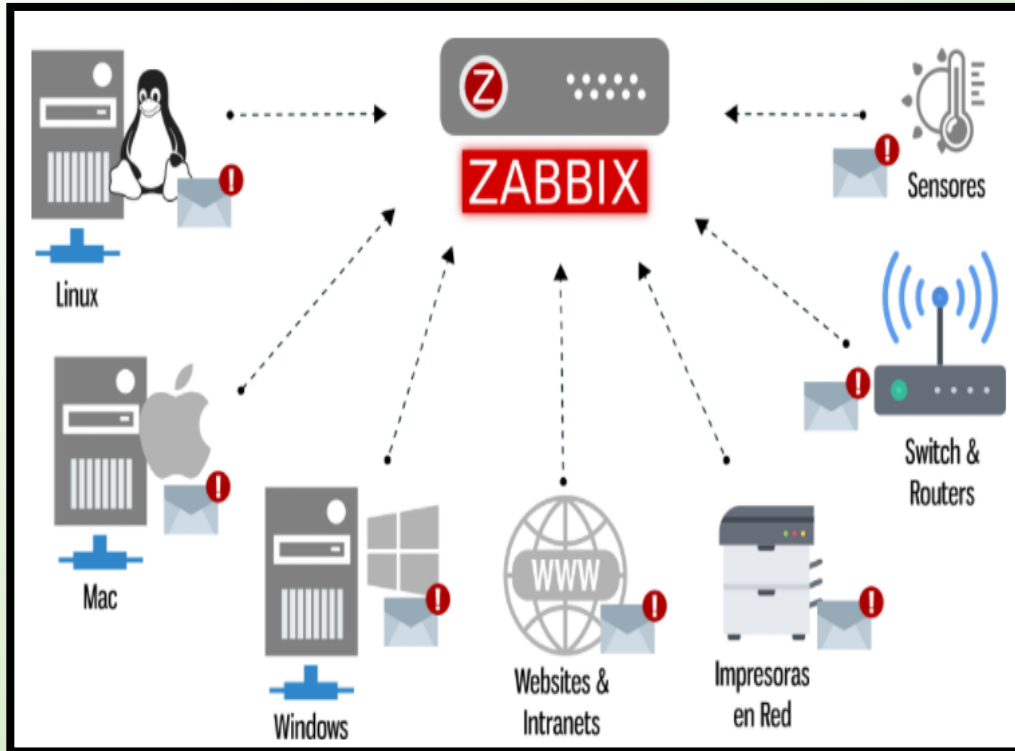 Z
ZABBIX
Linux
Mac
Windows
WWW
Websites &
Intranets
Impresoras
en Red
Switch &
Routers
Sensores
!
!
!
!
!
!
!